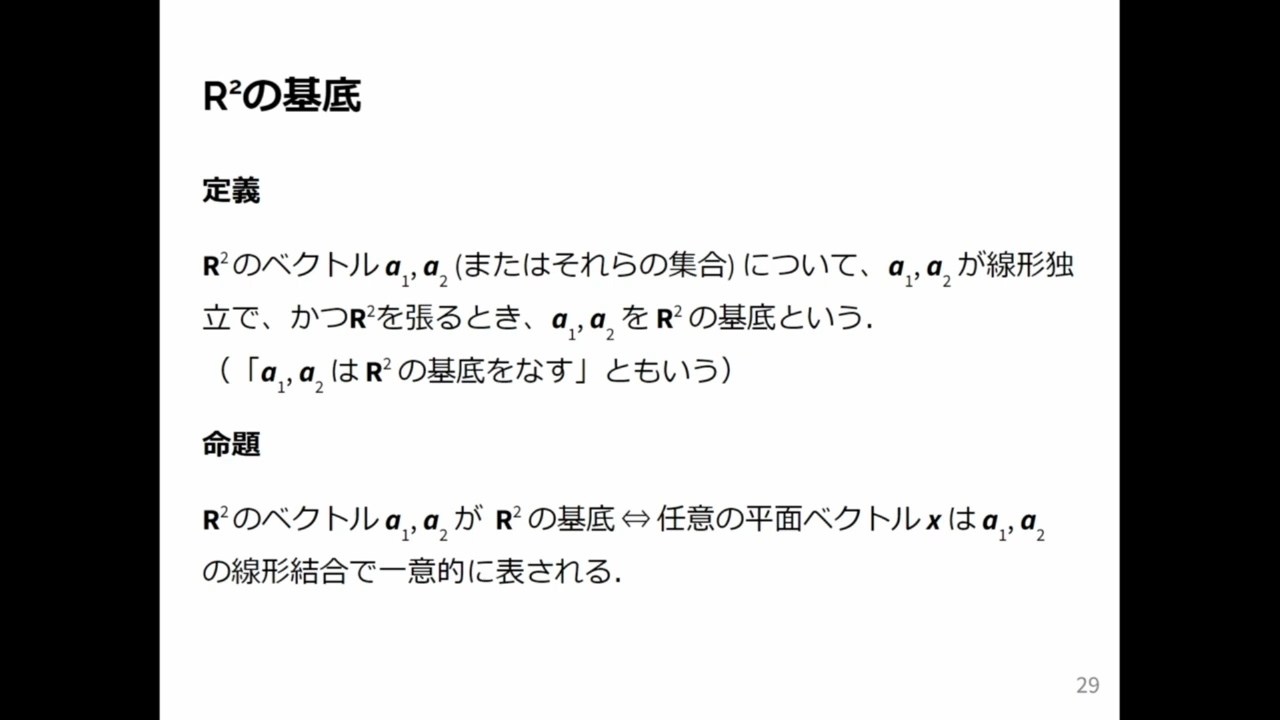 R²の基底
定義
R²のベクトル a₁, a₂ (またはそれらの集合) について、a₁, a₂ が線形独
立で、かつR²を張るとき、a₁, a₂ を R² の基底という.
（「a₁, a₂ は R² の基底をなす」ともいう）
命題
R²のベクトル a₁, a₂ が R² の基底 ⇔ 任意の平面ベクトル x は a₁, a₂
の線形結合で一意的に表される.
29